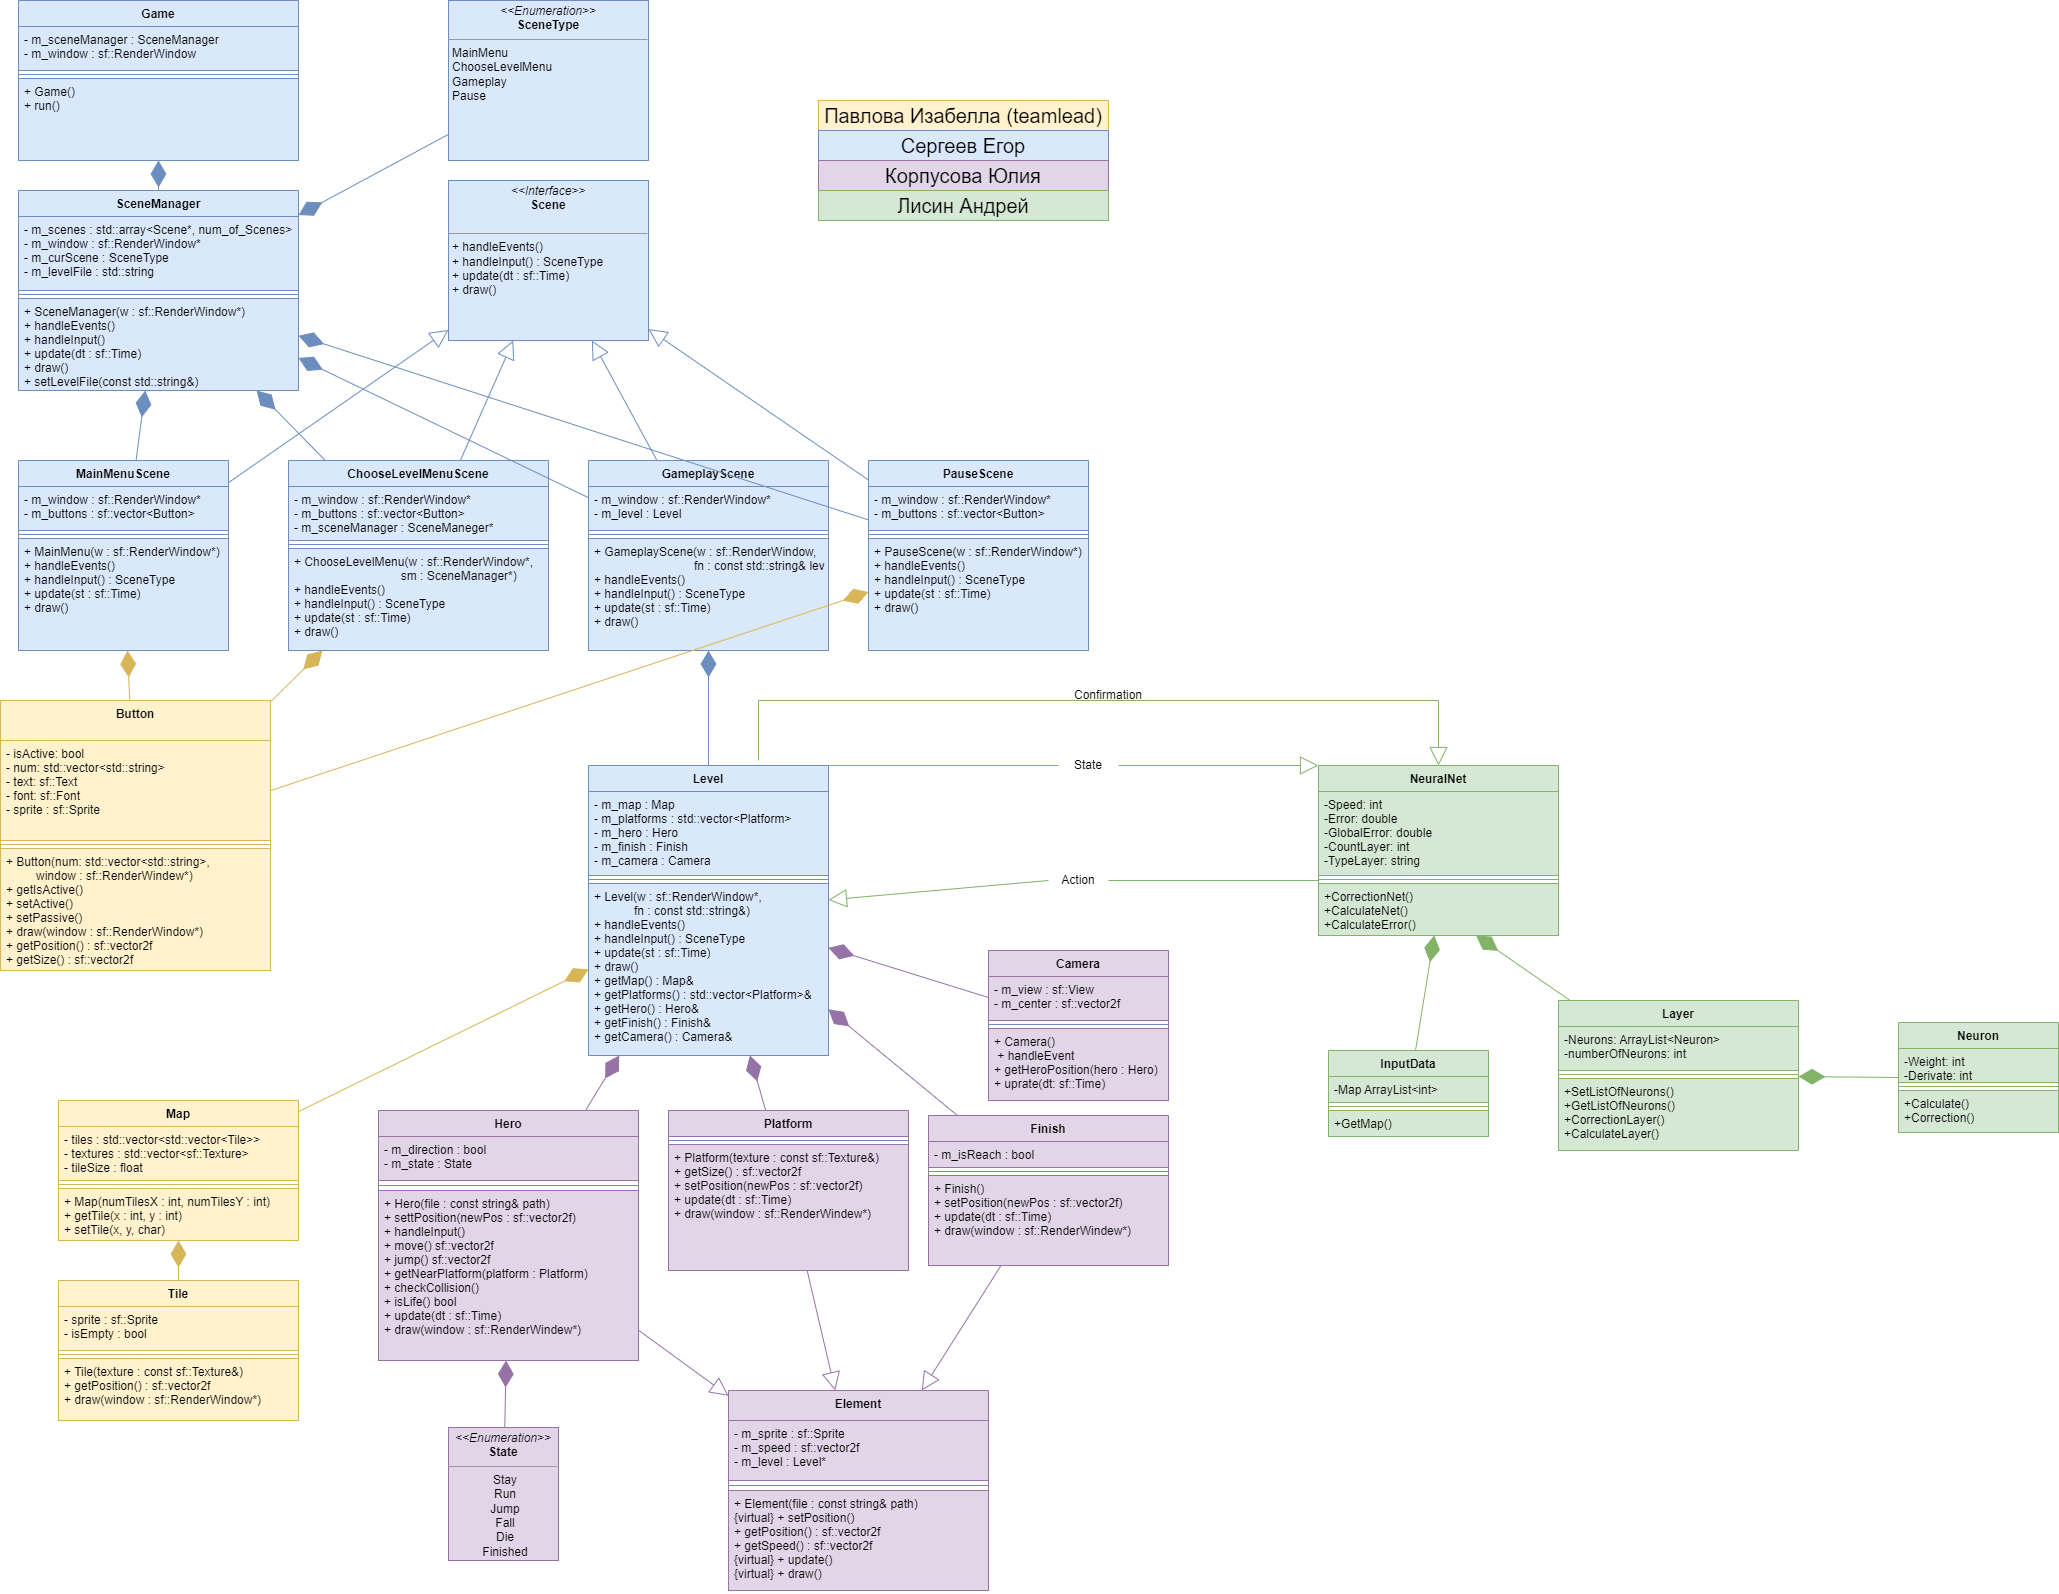 Game
- m_sceneManager : SceneManager
- m_window : sf::RenderWindow
+ Game()
+ run()
<<Enumeration>>
SceneType
MainMenu
ChooseLevelMenu
Gameplay
Pause
Павлова Изабелла (teamlead)
Сергеев Егор
Корпусова Юлия
Лисин Андрей
SceneManager
- m_scenes : std::array<Scene*, num_of_Scenes>
- m_window : sf::RenderWindow*
- m_curScene : SceneType
- m_levelFile : std::string
+ SceneManager(w : sf::RenderWindow*)
+ handleEvents()
+ handleInput()
+ update(dt : sf::Time)
+ draw()
+ setLevelFile(const std::string&)
<<Interface>>
Scene
+ handleEvents()
+ handleInput() : SceneType
+ update(dt : sf::Time)
+ draw()
MainMenuScene
- m_window : sf::RenderWindow*
- m_buttons : sf::vector<Button>
+ MainMenu(w : sf::RenderWindow*)
+ handleEvents()
+ handleInput() : SceneType
+ update(st : sf::Time)
+ draw()
ChooseLevelMenuScene
- m_window : sf::RenderWindow*
- m_buttons : sf::vector<Button>
- m_sceneManager : SceneManeger*
+ ChooseLevelMenu(w : sf::RenderWindow*,
sm : SceneManager*)
+ handleEvents()
+ handleInput() : SceneType
+ update(st : sf::Time)
+ draw()
GameplayScene
- m_window : sf::RenderWindow*
- m_level : Level
+ GameplayScene(w : sf::RenderWindow,
fn : const std::string& lev
+ handleEvents()
+ handleInput() : SceneType
+ update(st : sf::Time)
+ draw()
PauseScene
- m_window : sf::RenderWindow*
- m_buttons : sf::vector<Button>
+ PauseScene(w : sf::RenderWindow*)
+ handleEvents()
+ handleInput() : SceneType
+ update(st : sf::Time)
+ draw()
Button
- isActive: bool
- num: std::vector<std::string>
- text: sf::Text
- font: sf::Font
- sprite : sf::Sprite
+ Button(num: std::vector<std::string>,
window : sf::RenderWindew*)
+ getIsActive()
+ setActive()
+ setPassive()
+ draw(window : sf::RenderWindow*)
+ getPosition() : sf::vector2f
+ getSize() : sf::vector2f
Confirmation
State
Action
Level
- m_map : Map
- m_platforms : std::vector<Platform>
- m_hero : Hero
- m_finish : Finish
- m_camera : Camera
+ Level(w : sf::RenderWindow*,
fn : const std::string&)
+ handleEvents()
+ handleInput() : SceneType
+ update(st : sf::Time)
+ draw()
+ getMap() : Map&
+ getPlatforms() : std::vector<Platform>&
+ getHero() : Hero&
+ getFinish() : Finish&
+ getCamera() : Camera&
NeuralNet
-Speed: int
-Error: double
-GlobalError: double
-CountLayer: int
-TypeLayer: string
+CorrectionNet()
+CalculateNet()
+CalculateError()
Camera
- m_view : sf::View
- m_center : sf::vector2f
+ Camera()
+ handleEvent
+ getHeroPosition(hero : Hero)
+ uprate(dt: sf::Time)
InputData
-Map ArrayList<int>
+GetMap()
Layer
-Neurons: ArrayList<Neuron>
-numberOfNeurons: int
+SetListOfNeurons()
+GetListOfNeurons()
+CorrectionLayer()
+CalculateLayer()
Neuron
-Weight: int
-Derivate: int
+Calculate()
+Correction()
Map
- tiles : std::vector<std::vector<Tile>>
- textures : std::vector<sf::Texture>
- tileSize : float
+ Map(numTilesX : int, numTilesY : int)
+ getTile(x : int, y : int)
+ setTile(x, y, char)
Hero
- m_direction : bool
- m_state : State
+ Hero(file : const string& path)
+ settPosition(newPos : sf::vector2f)
+ handleInput()
+ move() sf::vector2f
+ jump() sf::vector2f
+ getNearPlatform(platform : Platform)
+ checkCollision()
+ isLife() bool
+ update(dt : sf::Time)
+ draw(window : sf::RenderWindew*)
Platform
+ Platform(texture : const sf::Texture&)
+ getSize() : sf::vector2f
+ setPosition(newPos : sf::vector2f)
+ update(dt : sf::Time)
+ draw(window : sf::RenderWindew*)
Finish
- m_isReach : bool
+ Finish()
+ setPosition(newPos : sf::vector2f)
+ update(dt : sf::Time)
+ draw(window : sf::RenderWindew*)
Tile
- sprite : sf::Sprite
- isEmpty : bool
+ Tile(texture : const sf::Texture&)
+ getPosition() : sf::vector2f
+ draw(window : sf::RenderWindow*)
<<Enumeration>>
State
Stay
Run
Jump
Fall
Die
Finished
Element
- m_sprite : sf::Sprite
- m_speed : sf::vector2f
- m_level : Level*
+ Element(file : const string& path)
{virtual} + setPosition()
+ getPosition() : sf::vector2f
+ getSpeed() : sf::vector2f
{virtual} + update()
{virtual} + draw()